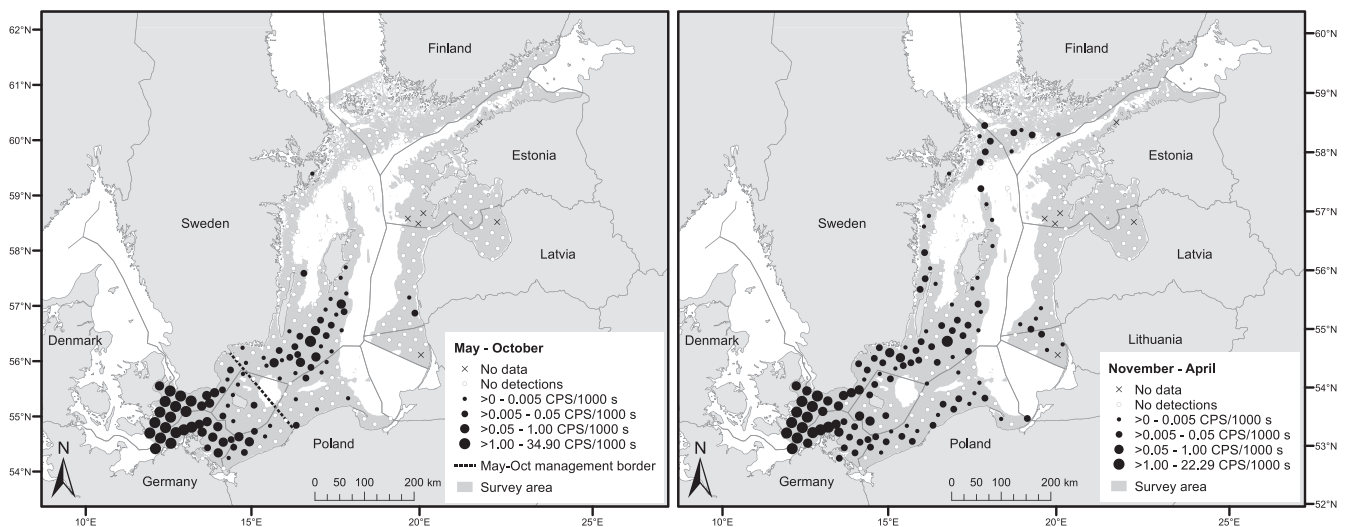 62°N
61°N
60°N
59°N
58°N
57°N
56°N
55°N
54°N
10°E
15°E
20°E
25°E
Finland
Estonia
Sweden
Latvia
Denmark
Poland
Germany
N
0 50 100 200 km
May - October
No data
No detections
>0 - 0.005 CPS/1000 s
>0.005 - 0.05 CPS/1000 s
>0.05 - 1.00 CPS/1000 s
>1.00 - 34.90 CPS/1000 s
May-Oct management border
Survey area
Finland
Estonia
Sweden
Latvia
Lithuania
Denmark
Poland
Germany
N
0 50 100 200 km
November - April
No data
No detections
>0 - 0.005 CPS/1000 s
>0.005 - 0.05 CPS/1000 s
>0.05 - 1.00 CPS/1000 s
>1.00 - 22.29 CPS/1000 s
Survey area
60°N
59°N
58°N
57°N
56°N
55°N
54°N
53°N
52°N
10°E
15°E
20°E
25°E